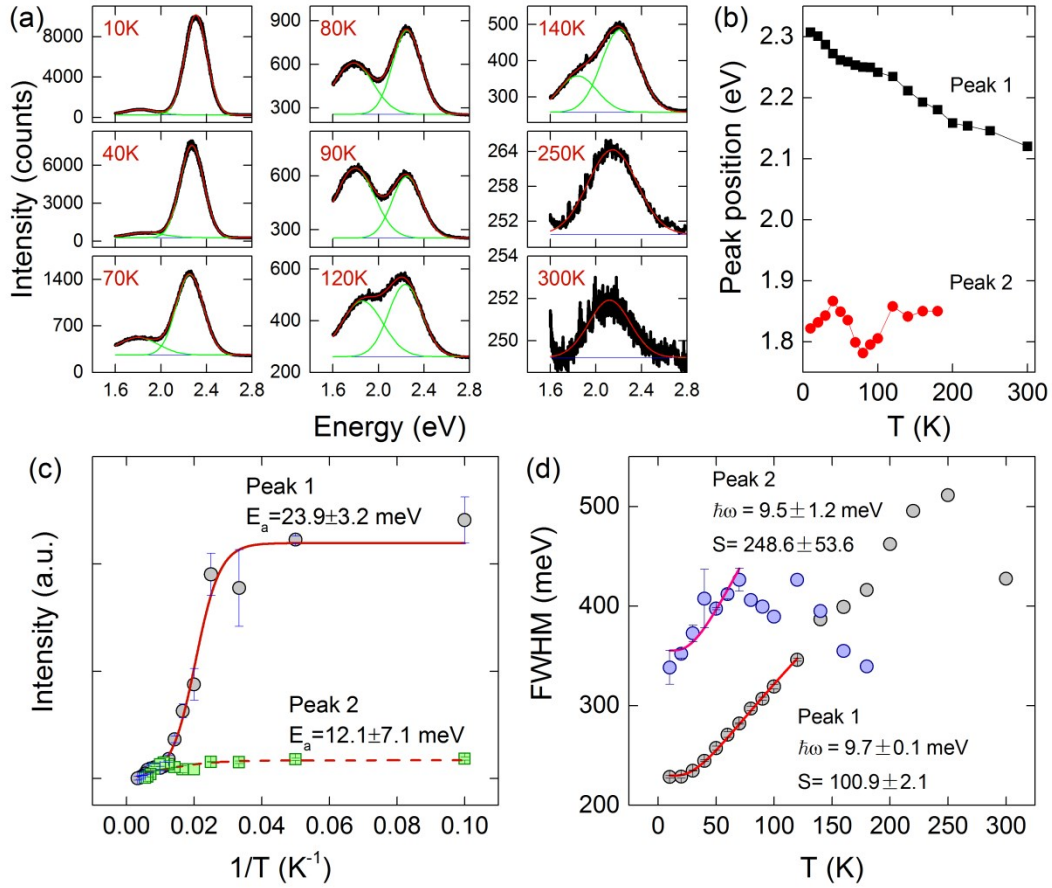 (a)
10K
80K
140K
10000
8000
4000
0
900
600
300
500
400
300
40K
90K
250K
6000
3000
0
900
600
300
264
260
256
252
70K
120K
300K
1400
700
0
600
400
200
252
251
250
249
1.6 2.0 2.4 2.8
1.6 2.0 2.4 2.8
1.6 2.0 2.4 2.8
Intensity (counts)
Energy (eV)
(b)
2.3
2.2
2.1
2.0
1.9
1.8
Peak 1
Peak 2
0 100 200 300
Peak position (eV)
T (K)
(c)
Peak 1
Eₐ=23.9±3.2 meV
Peak 2
Eₐ=12.1±7.1 meV
0.00 0.02 0.04 0.06 0.08 0.10
Intensity (a.u.)
1/T (K⁻¹)
(d)
500
400
300
200
Peak 2
ℏω = 9.5±1.2 meV
S= 248.6±53.6
Peak 1
ℏω = 9.7±0.1 meV
S= 100.9±2.1
0 50 100 150 200 250 300
FWHM (meV)
T (K)